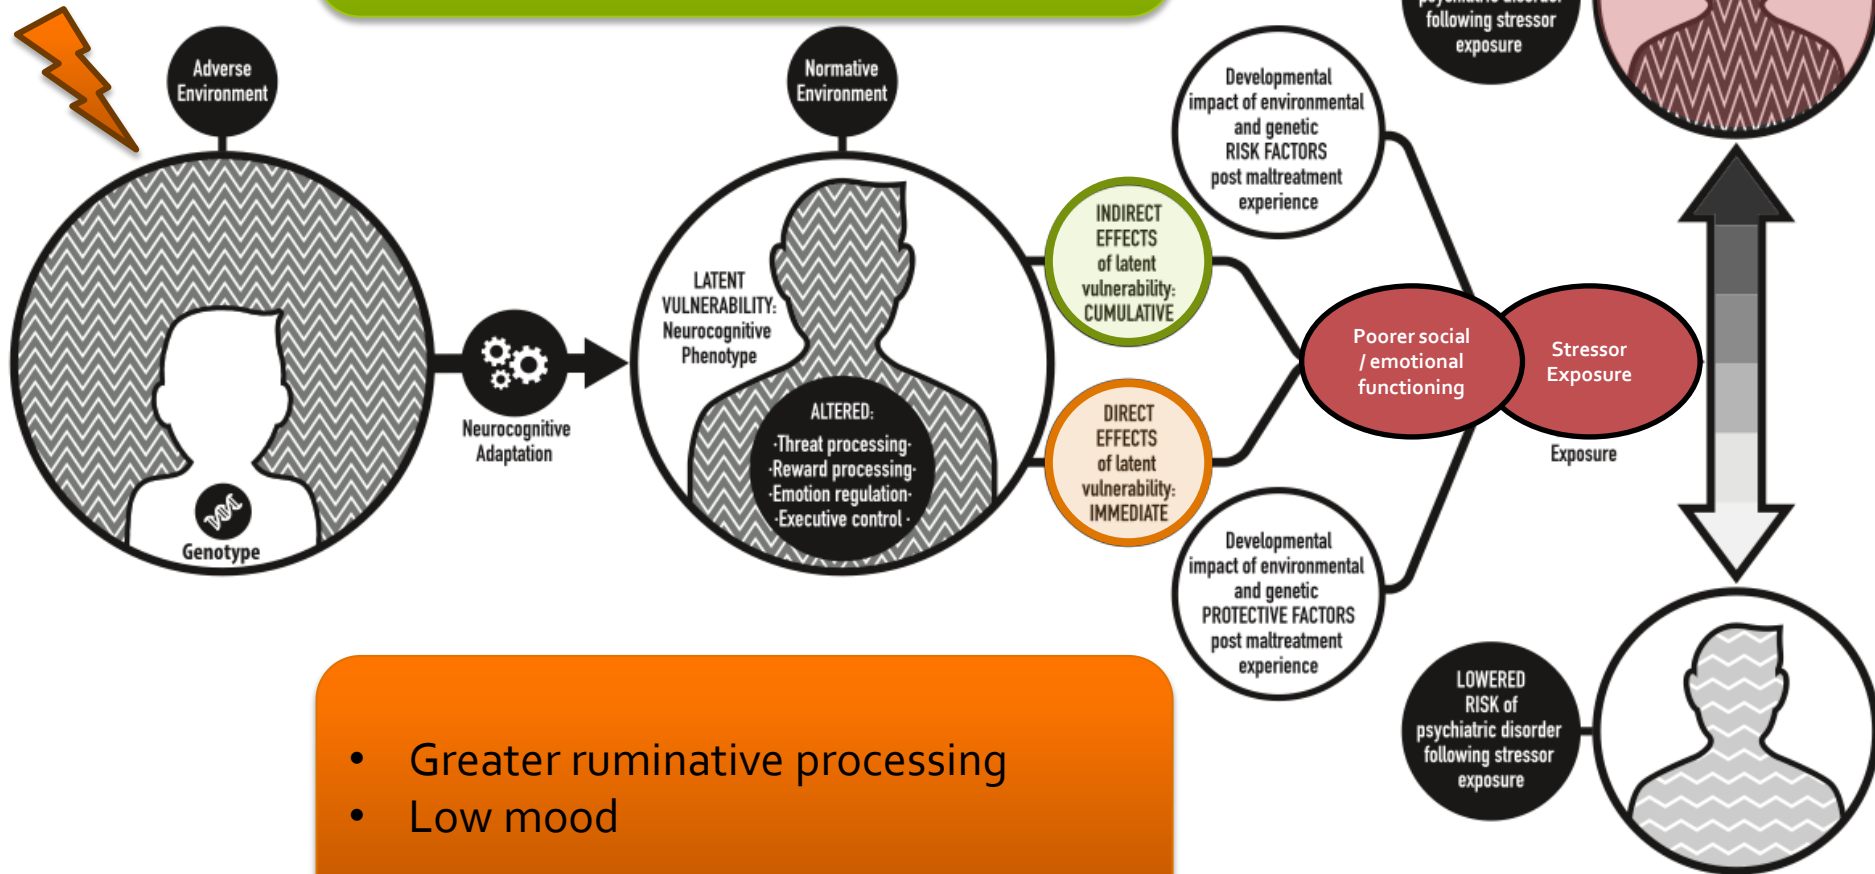 Adverse
Environment
Genotype
Neurocognitive
Adaptation
Normative
Environment
LATENT
VULNERABILITY:
Neurocognitive
Phenotype
ALTERED:
·Threat processing·
·Reward processing·
·Emotion regulation·
·Executive control ·
INDIRECT
EFFECTS
of latent
vulnerability:
CUMULATIVE
DIRECT
EFFECTS
of latent
vulnerability:
IMMEDIATE
Developmental
impact of environmental
and genetic
RISK FACTORS
post maltreatment
experience
Poorer social
/ emotional
functioning
Stressor
Exposure
Exposure
Developmental
impact of environmental
and genetic
PROTECTIVE FACTORS
post maltreatment
experience
psychiatric disorder
following stressor
exposure
LOWERED
RISK of
psychiatric disorder
following stressor
exposure
• Greater ruminative processing
• Low mood